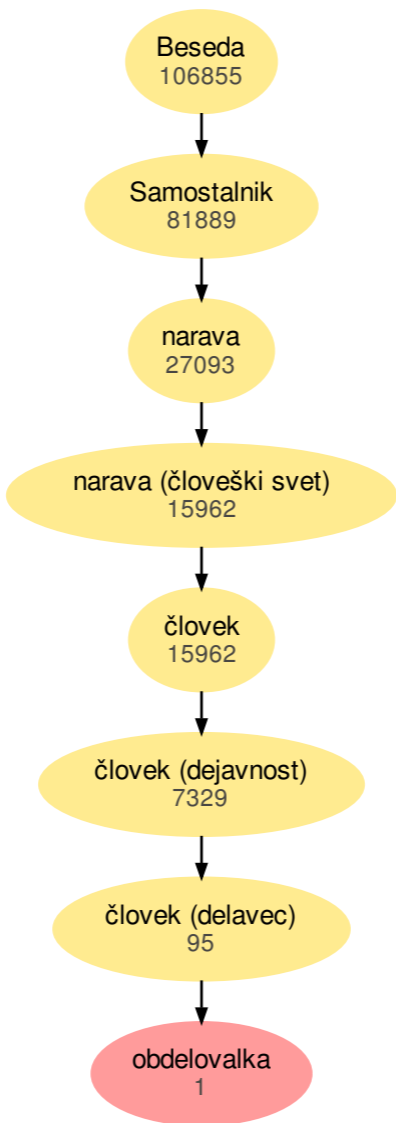 Beseda
106855
Samostalnik
81889
narava
27093
narava (človeški svet)
15962
človek
15962
človek (dejavnost)
7329
človek (delavec)
95
obdelovalka
1